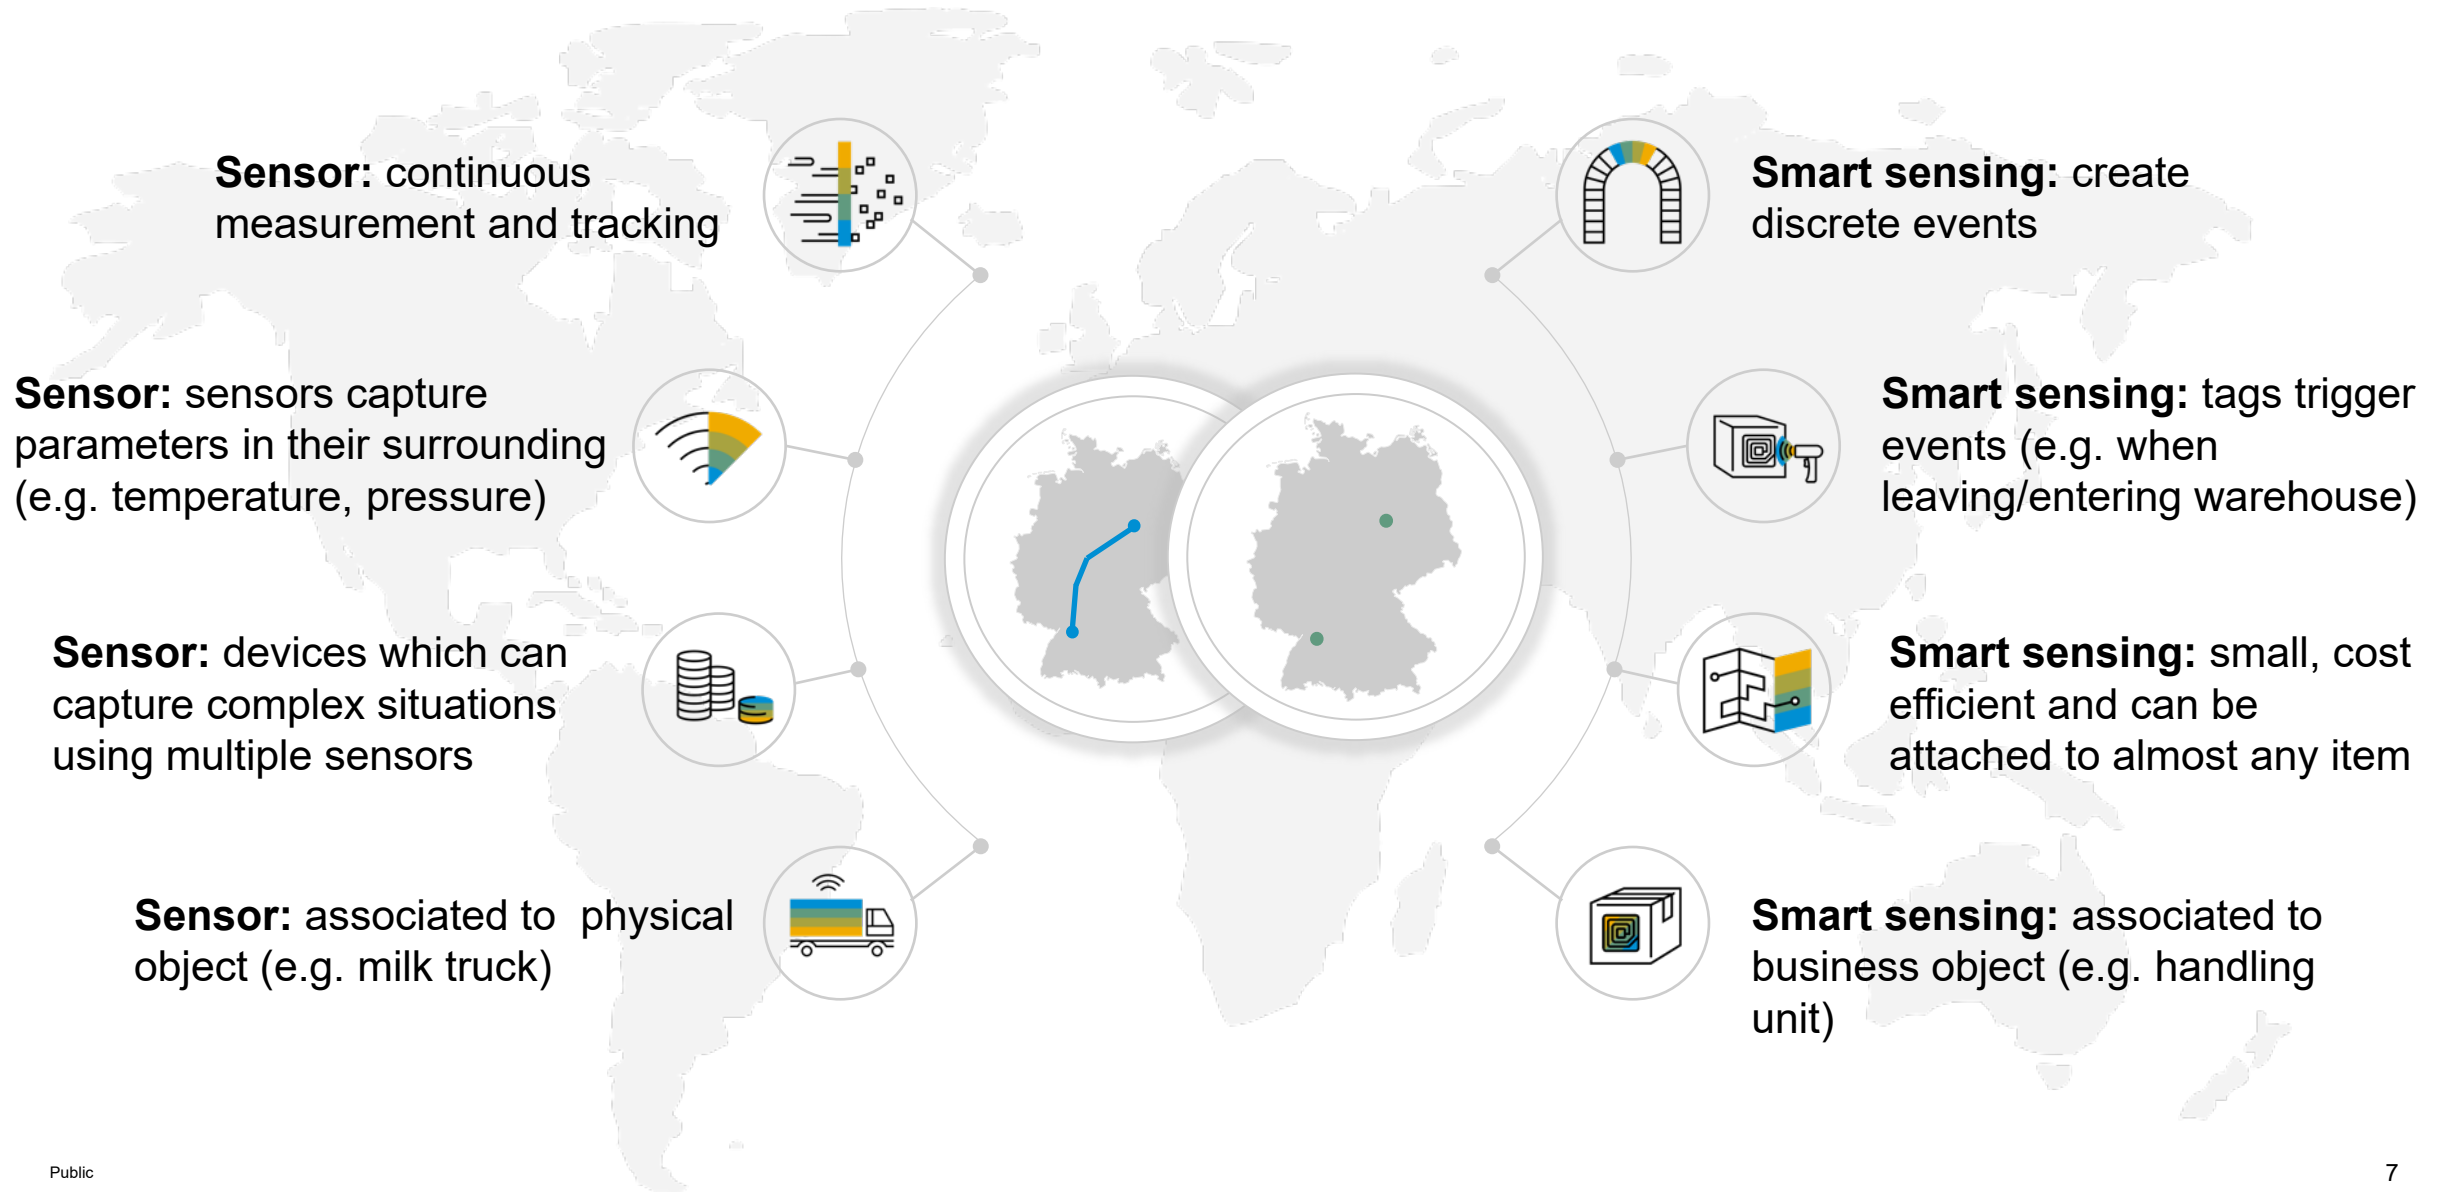 Sensor: continuous
measurement and tracking
Sensor: sensors capture
parameters in their surrounding
(e.g. temperature, pressure)
Sensor: devices which can
capture complex situations
using multiple sensors
Sensor: associated to  physical
object (e.g. milk truck)
Smart sensing: create
discrete events
Smart sensing: tags trigger
events (e.g. when
leaving/entering warehouse)
Smart sensing: small, cost
efficient and can be
attached to almost any item
Smart sensing: associated to
business object (e.g. handling
unit)
Public
7